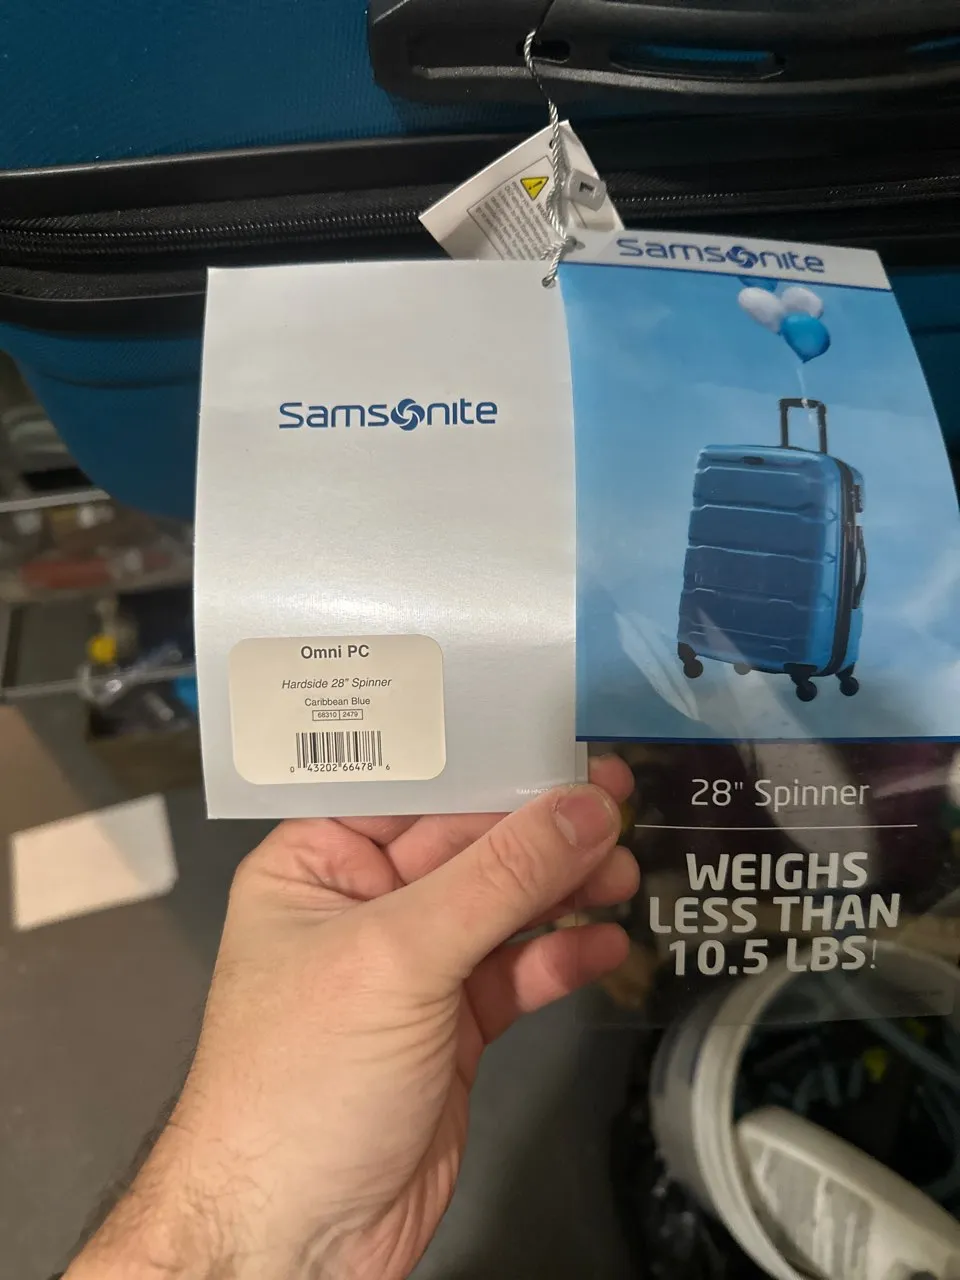 Samsonite
Samsonite
Omni PC
Hardside 28" Spinner
Caribbean Blue
68310 2479
0 43202 66478 6
28" Spinner
WEIGHS
LESS THAN
10.5 LBS!